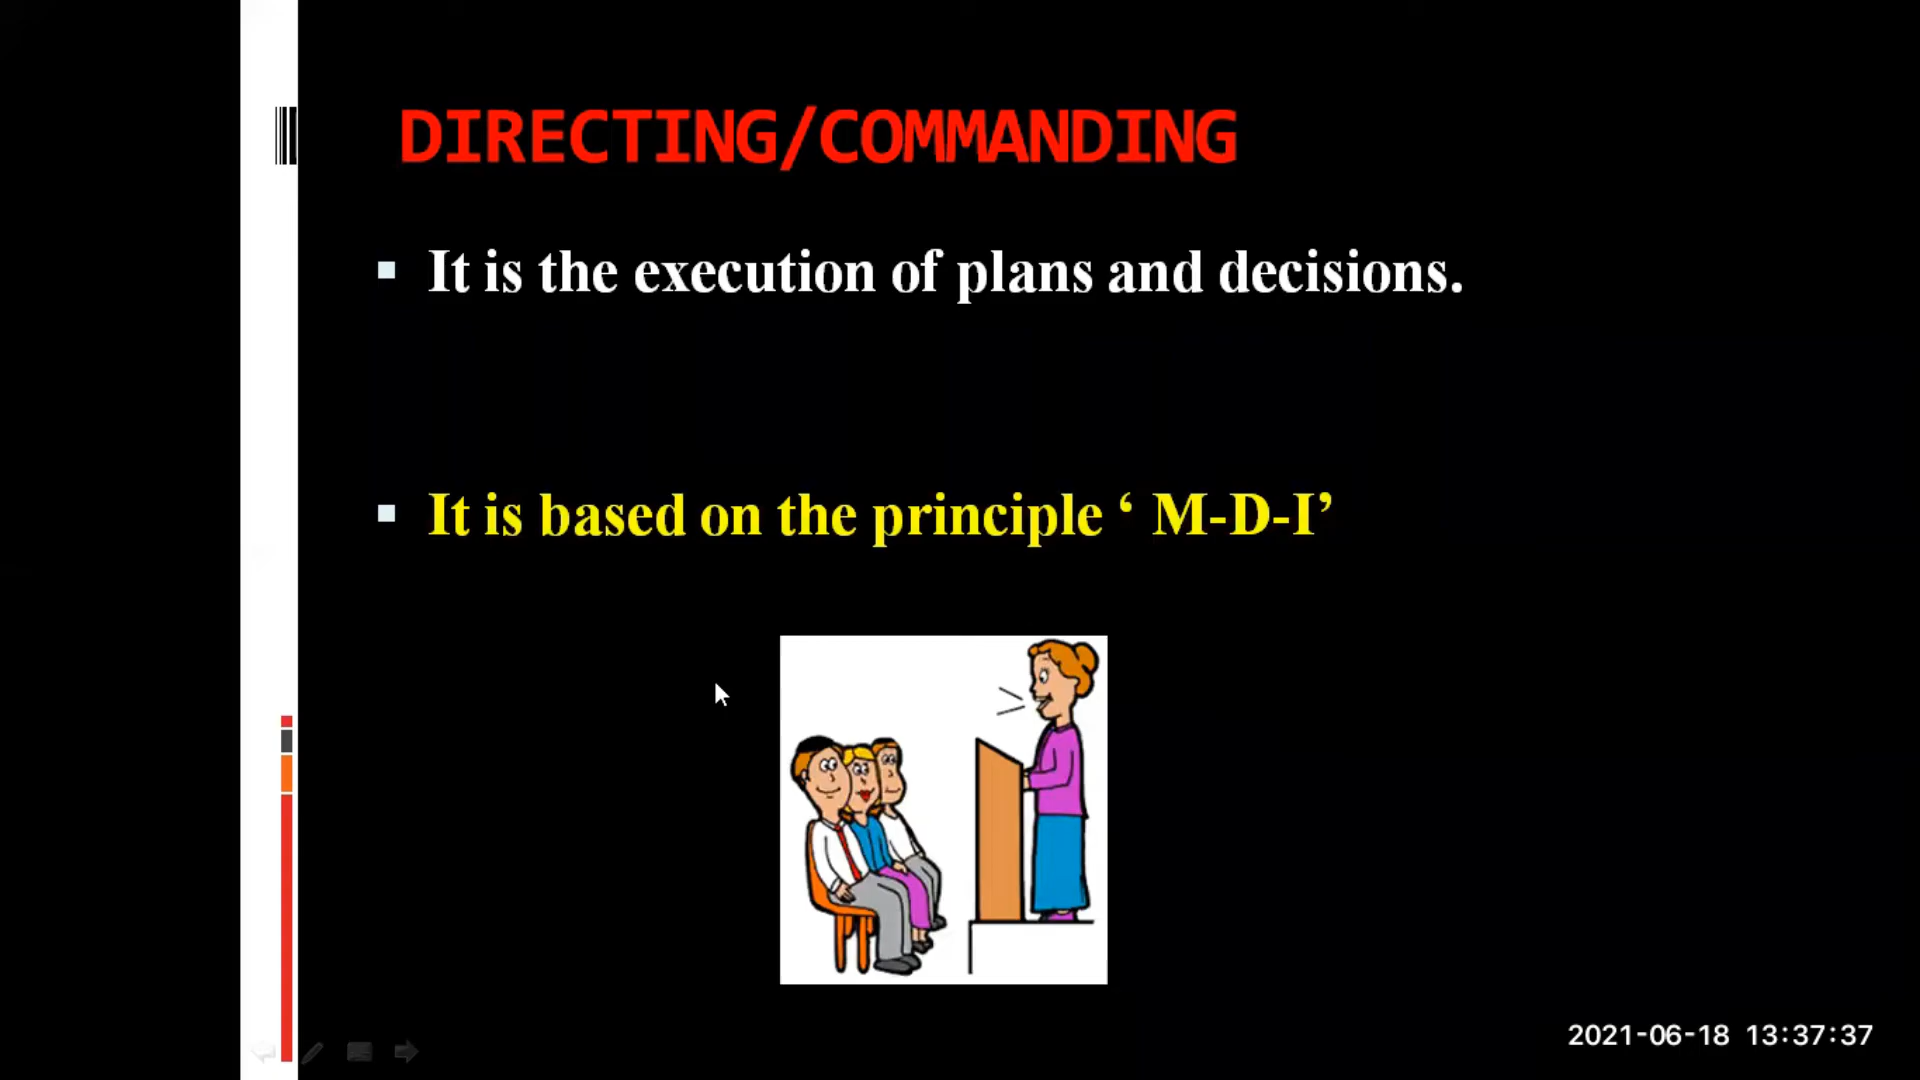 DIRECTING/COMMANDING
It is the execution of plans and decisions.
It is based on the principle ‘ M-D-I’
2021-06-18 13:37:37